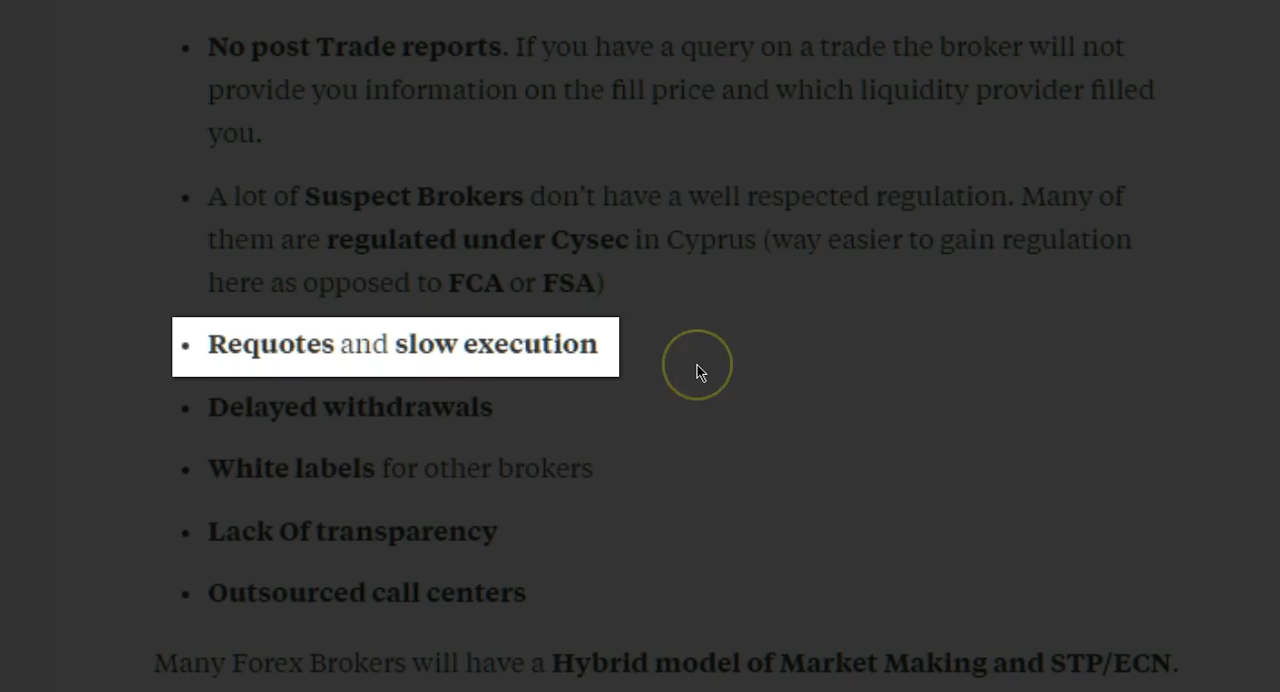 • No post Trade reports. If you have a query on a trade the broker will not
provide you information on the fill price and which liquidity provider filled
you.
• A lot of Suspect Brokers don't have a well respected regulation. Many of
them are regulated under Cysec in Cyprus (way easier to gain regulation
here as opposed to FCA or FSA)
• Requotes and slow execution
• Delayed withdrawals
• White labels for other brokers
• Lack Of transparency
• Outsourced call centers
Many Forex Brokers will have a Hybrid model of Market Making and STP/ECN.